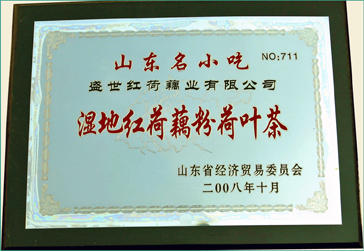 山东名小吃
NO:711
盛世红荷藕业有限公司
湿地红荷藕粉荷叶茶
山东省经济贸易委员会
二00八年十月